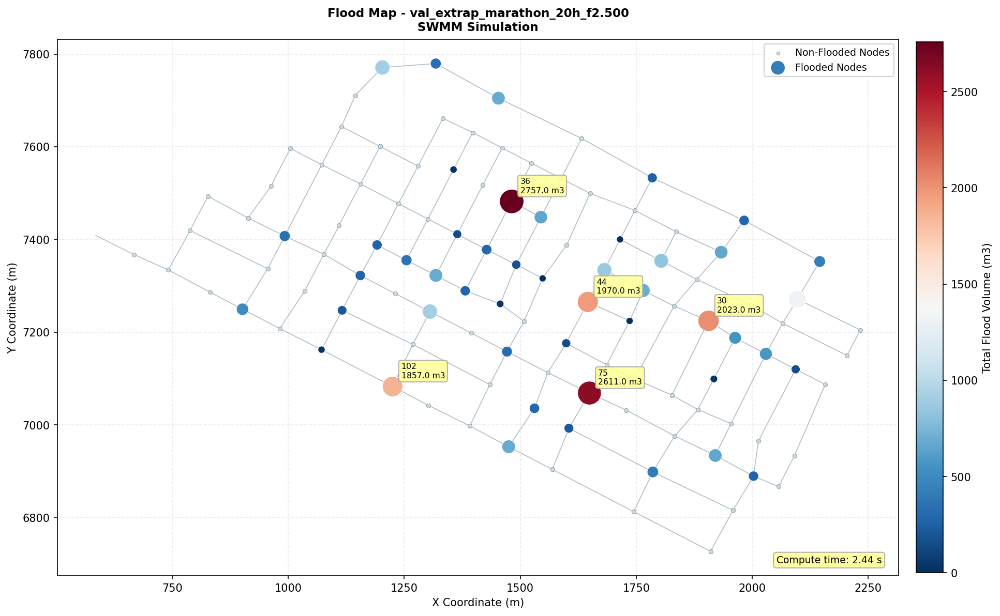 Flood Map - val_extrap_marathon_20h_f2.500
SWMM Simulation
Non-Flooded Nodes
Flooded Nodes
7800
7600
7400
7200
7000
6800
Y Coordinate (m)
36
2757.0 m3
44
1970.0 m3
30
2023.0 m3
102
1857.0 m3
75
2611.0 m3
Compute time: 2.44 s
750
1000
1250
1500
1750
2000
2250
X Coordinate (m)
2500
2000
1500
1000
500
0
Total Flood Volume (m3)